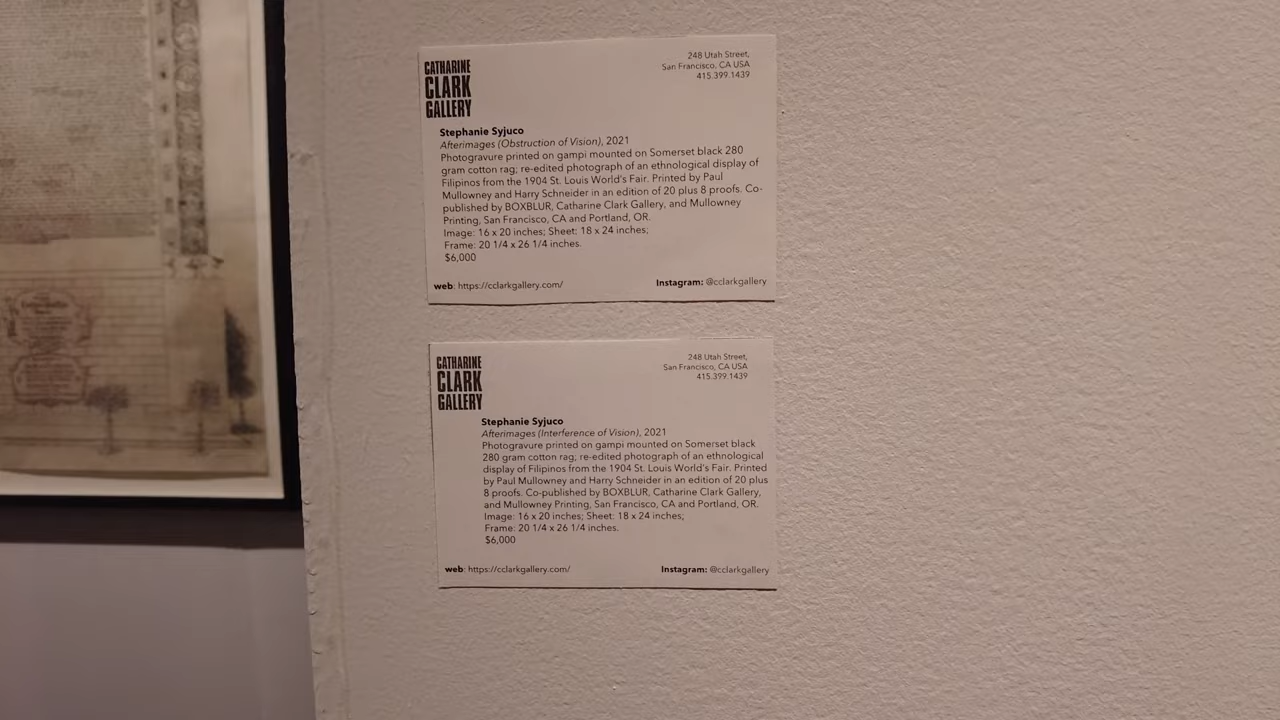 CATHARINE
CLARK
GALLERY
248 Utah Street,
San Francisco, CA USA
415.399.1439
Stephanie Syjuco
Afterimages (Obstruction of Vision), 2021
Photogravure printed on gampi mounted on Somerset black 280
gram cotton rag; re-edited photograph of an ethnological display of
Filipinos from the 1904 St. Louis World's Fair. Printed by Paul
Mullowney and Harry Schneider in an edition of 20 plus 8 proofs. Co-
published by BOXBLUR, Catharine Clark Gallery, and Mullowney
Printing, San Francisco, CA and Portland, OR.
Image: 16 x 20 inches; Sheet: 18 x 24 inches;
Frame: 20 1/4 x 26 1/4 inches.
$6,000
web: https://cclarkgallery.com/
Instagram: @cclarkgallery
CATHARINE
CLARK
GALLERY
248 Utah Street,
San Francisco, CA USA
415.399.1439
Stephanie Syjuco
Afterimages (Interference of Vision), 2021
Photogravure printed on gampi mounted on Somerset black
280 gram cotton rag; re-edited photograph of an ethnological
display of Filipinos from the 1904 St. Louis World's Fair. Printed
by Paul Mullowney and Harry Schneider in an edition of 20 plus
8 proofs. Co-published by BOXBLUR, Catharine Clark Gallery,
and Mullowney Printing, San Francisco, CA and Portland, OR.
Image: 16 x 20 inches; Sheet: 18 x 24 inches;
Frame: 20 1/4 x 26 1/4 inches.
$6,000
web: https://cclarkgallery.com/
Instagram: @cclarkgallery